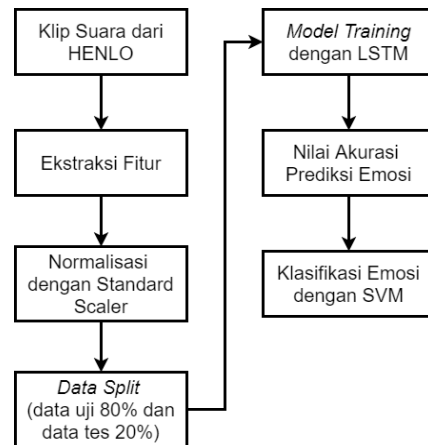 Klip Suara dari
HENLO
Ekstraksi Fitur
Normalisasi
dengan Standard
Scaler
Data Split
(data uji 80% dan
data tes 20%)
Model Training
dengan LSTM
Nilai Akurasi
Prediksi Emosi
Klasifikasi Emosi
dengan SVM